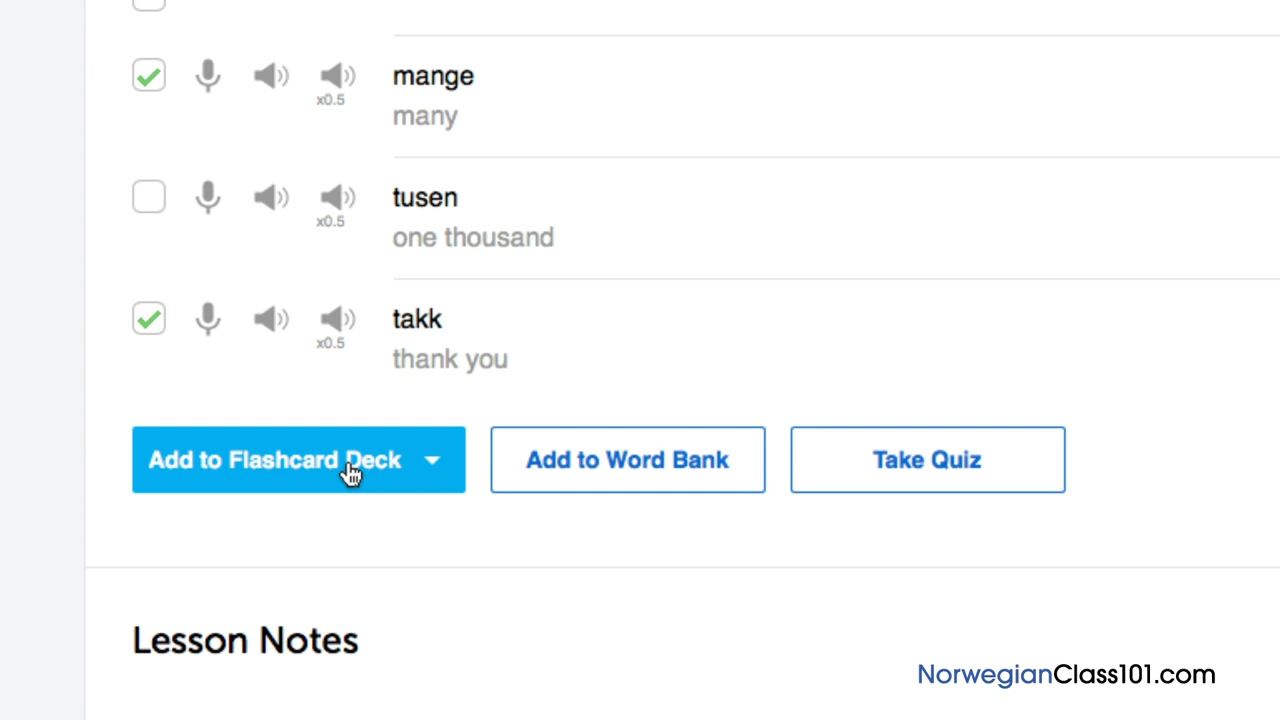 mange
x0.5
many
tusen
x0.5
one thousand
takk
x0.5
thank you
Add to Flashcard Deck
Add to Word Bank
Take Quiz
Lesson Notes
NorwegianClass101.com